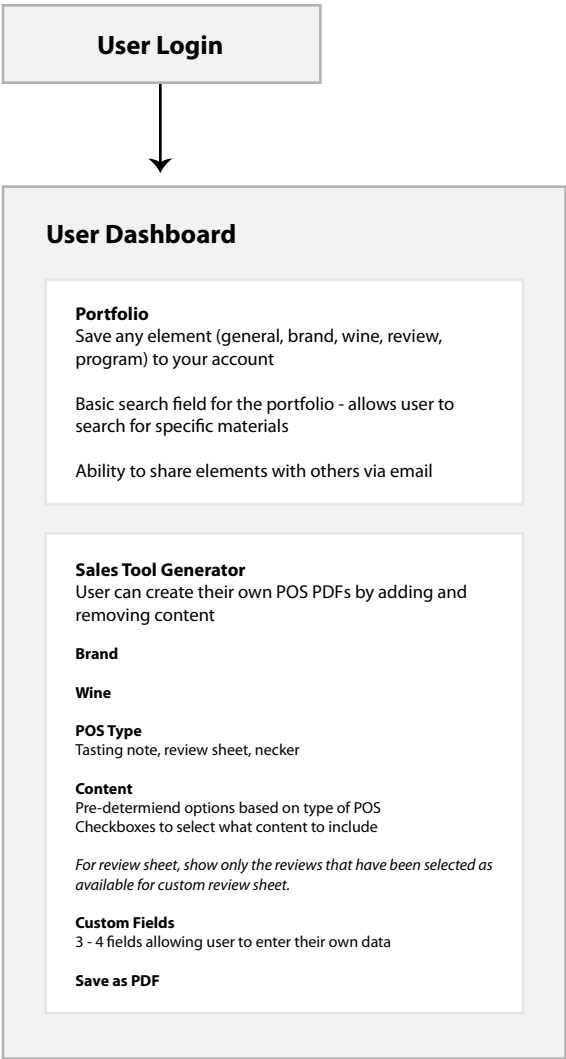 User Login
User Dashboard
Portfolio
Save any element (general, brand, wine, review,
program) to your account
Basic search field for the portfolio - allows user to
search for specific materials
Ability to share elements with others via email
Sales Tool Generator
User can create their own POS PDFs by adding and
removing content
Brand
Wine
POS Type
Tasting note, review sheet, necker
Content
Pre-determiend options based on type of POS
Checkboxes to select what content to include
For review sheet, show only the reviews that have been selected as
available for custom review sheet.
Custom Fields
3 - 4 fields allowing user to enter their own data
Save as PDF